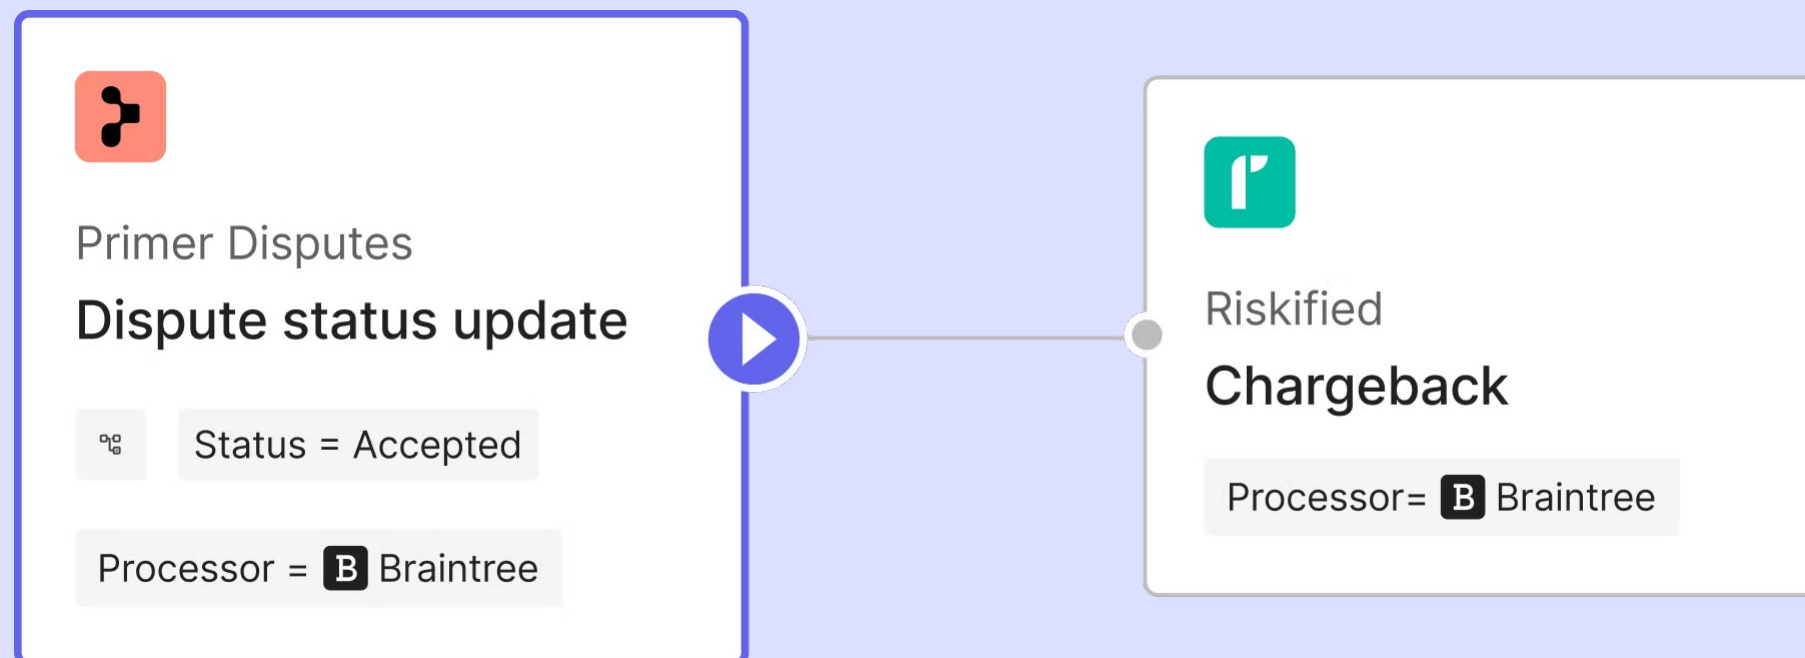 Primer Disputes
Dispute status update
Status = Accepted
Processor = B Braintree
Riskified
Chargeback
Processor= B Braintree